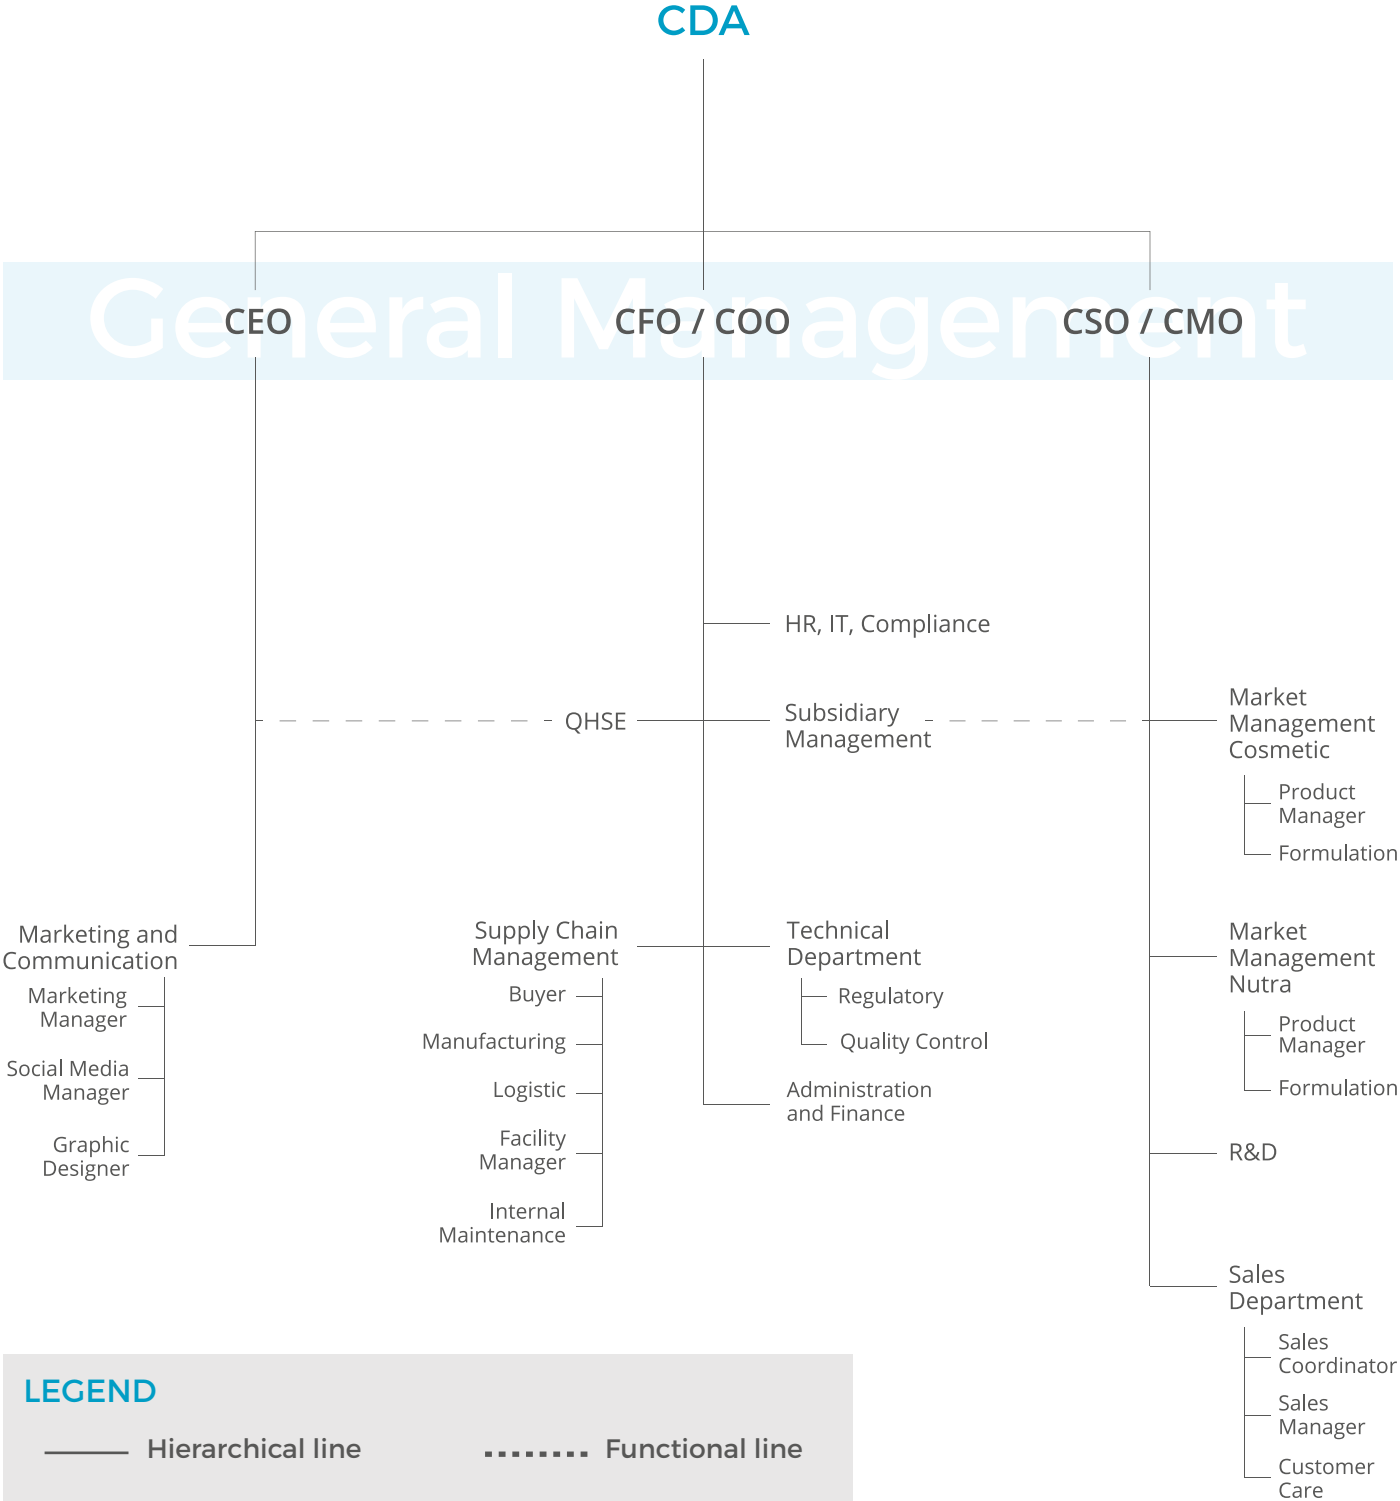 CDA
General Management
CEO
CFO / COO
CSO / CMO
HR, IT, Compliance
QHSE
Subsidiary
Management
Market
Management
Cosmetic
Product
Manager
Formulation
Marketing and
Communication
Marketing
Manager
Social Media
Manager
Graphic
Designer
Supply Chain
Management
Buyer
Manufacturing
Logistic
Facility
Manager
Internal
Maintenance
Technical
Department
Regulatory
Quality Control
Administration
and Finance
Market
Management
Nutra
Product
Manager
Formulation
R&D
Sales
Department
Sales
Coordinator
Sales
Manager
Customer
Care
LEGEND
Hierarchical line
Functional line